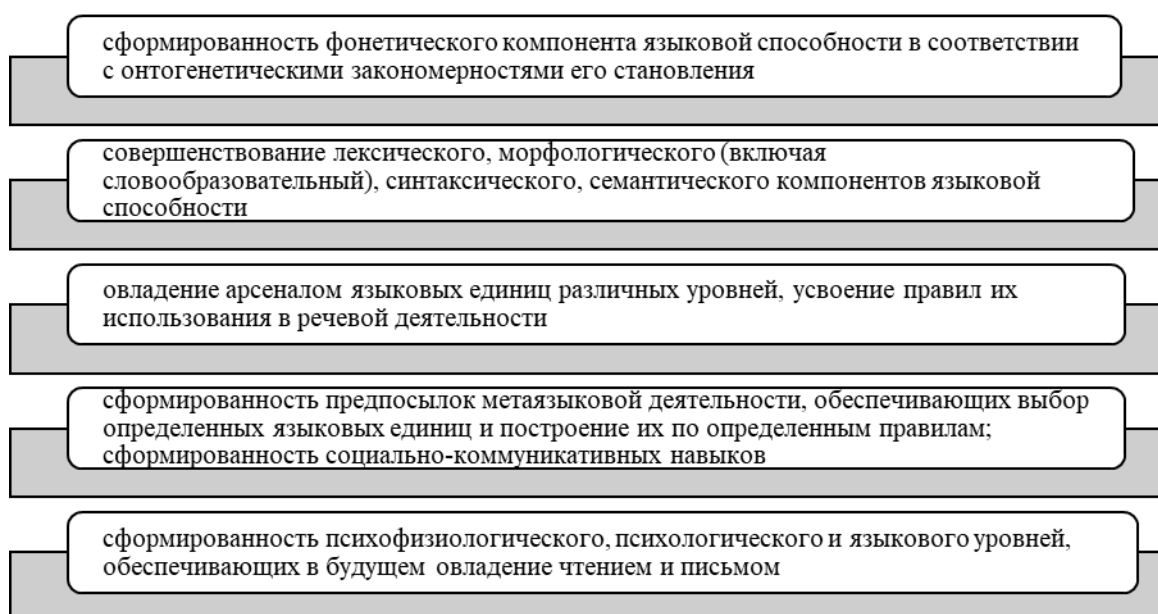 сформированность фонетического компонента языковой способности в соответствии
с онтогенетическими закономерностями его становления
совершенствование лексического, морфологического (включая
словообразовательный), синтаксического, семантического компонентов языковой
способности
овладение арсеналом языковых единиц различных уровней, усвоение правил их
использования в речевой деятельности
сформированность предпосылок метаязыковой деятельности, обеспечивающих выбор
определенных языковых единиц и построение их по определенным правилам;
сформированность социально-коммуникативных навыков
сформированность психофизиологического, психологического и языкового уровней,
обеспечивающих в будущем овладение чтением и письмом